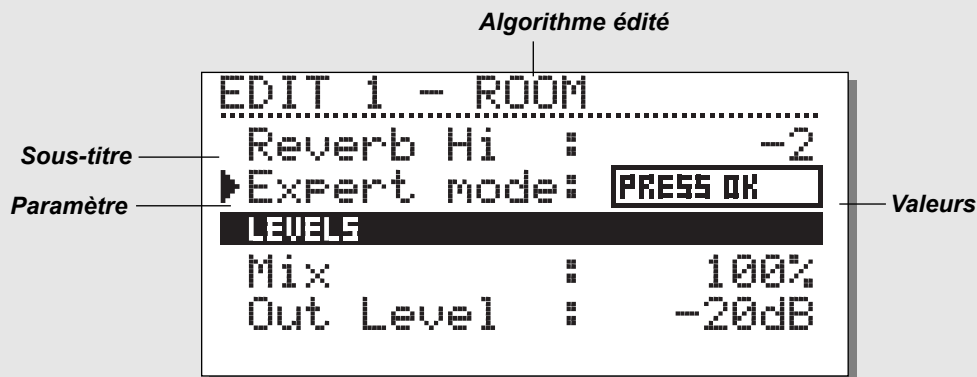 Algorithme édité
EDIT 1 - ROOM
Sous-titre
Reverb Hi : -2
Paramètre
Expert mode: PRESS OK
Valeurs
LEVELS
Mix : 100%
Out Level : -20dB